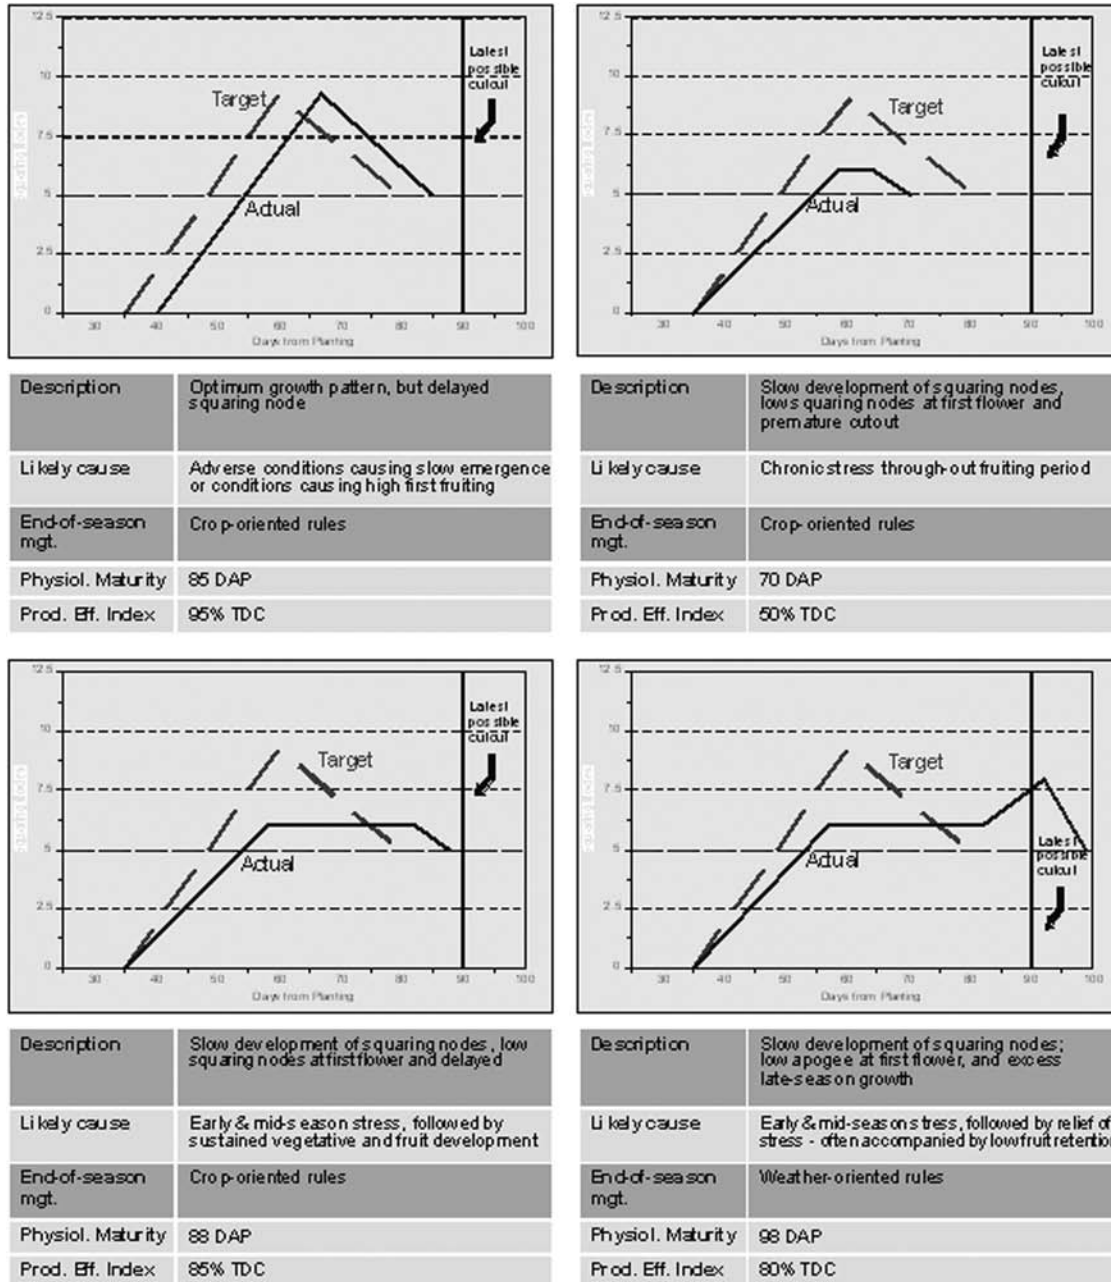 12.5
Latest
possible
cutout
10
Target
7.5
Squaring Nodes
5
Actual
2.5
0
30 40 50 60 70 80 90 100
Days from Planting
Description Optimum growth pattern, but delayed
squaring node
Likely cause Adverse conditions causing slow emergence
or conditions causing high first fruiting
End-of-season Crop-oriented rules
mgt.
Physiol. Maturity 85 DAP
Prod. Eff. Index 95% TDC
12.5
Latest
possible
cutout
10
Target
7.5
Squaring Nodes
5
Actual
2.5
0
30 40 50 60 70 80 90 100
Days from Planting
Description Slow development of squaring nodes,
low squaring nodes at first flower and
premature cutout
Likely cause Chronic stress through-out fruiting period
End-of-season Crop-oriented rules
mgt.
Physiol. Maturity 70 DAP
Prod. Eff. Index 50% TDC
12.5
Latest
possible
cutout
10
Target
7.5
Squaring Nodes
5
Actual
2.5
0
30 40 50 60 70 80 90 100
Days from Planting
Description Slow development of squaring nodes, low
squaring nodes at first flower and delayed
Likely cause Early & mid-season stress, followed by
sustained vegetative and fruit development
End-of-season Crop-oriented rules
mgt.
Physiol. Maturity 88 DAP
Prod. Eff. Index 85% TDC
12.5
10
Target
7.5
Squaring Nodes
5
Actual
Latest
possible
cutout
2.5
0
30 40 50 60 70 80 90 100
Days from Planting
Description Slow development of squaring nodes;
low apogee at first flower, and excess
late-season growth
Likely cause Early & mid-season stress, followed by relief of
stress - often accompanied by low fruit retentio
End-of-season Weather-oriented rules
mgt.
Physiol. Maturity 98 DAP
Prod. Eff. Index 80% TDC